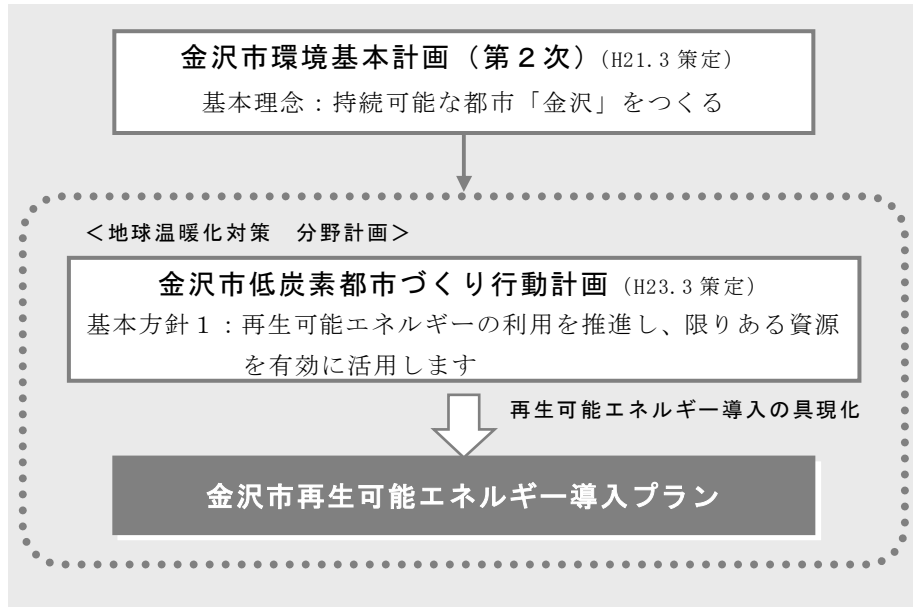 金沢市環境基本計画（第２次）(H21.3 策定)
基本理念：持続可能な都市「金沢」をつくる
＜地球温暖化対策　分野計画＞
金沢市低炭素都市づくり行動計画 (H23.3 策定)
基本方針１：再生可能エネルギーの利用を推進し、限りある資源
を有効に活用します
再生可能エネルギー導入の具現化
金沢市再生可能エネルギー導入プラン